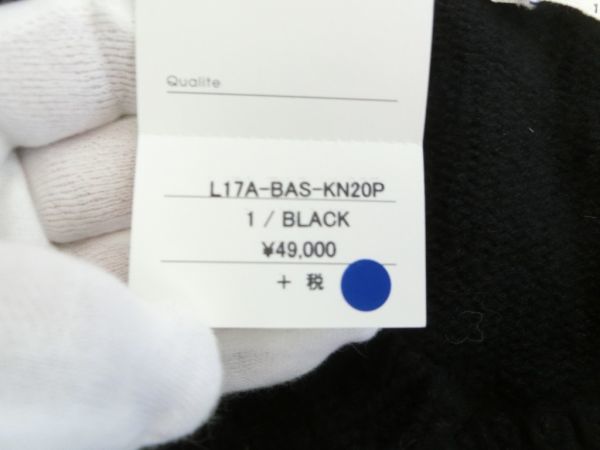 Qualite
L17A-BAS-KN20P
1 / BLACK
¥49,000
+ 税